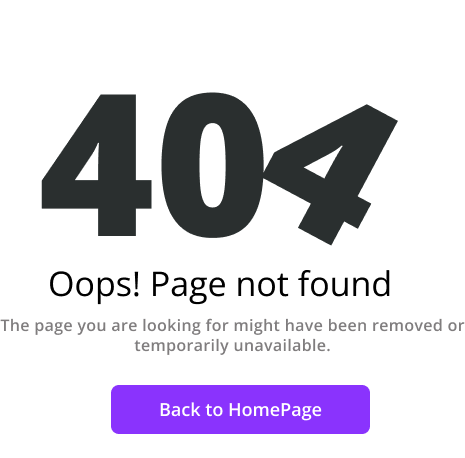 404
Oops! Page not found
The page you are looking for might have been removed or
temporarily unavailable.
Back to HomePage